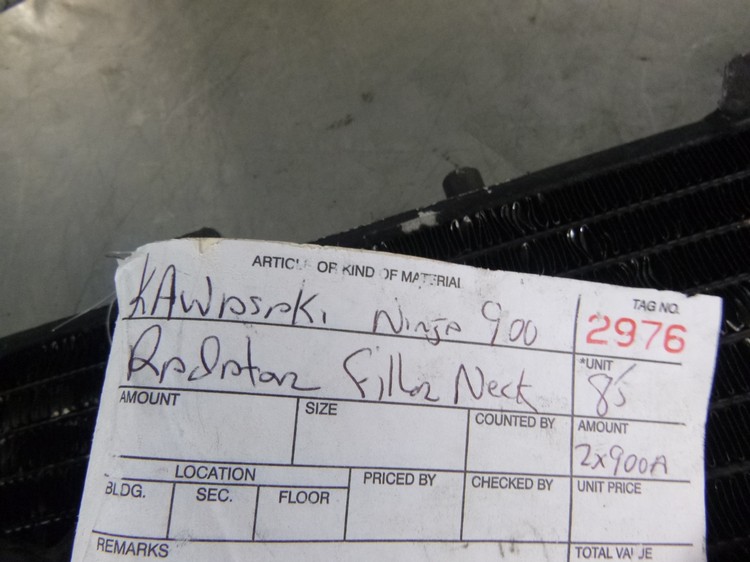 ARTICLE OR KIND OF MATERIAL
TAG NO.
KAWASAKI Ninja 900
2976
Radiator Filler Neck
*UNIT
8's
AMOUNT
SIZE
COUNTED BY
AMOUNT
2x900A
LOCATION
PRICED BY
CHECKED BY
UNIT PRICE
BLDG.
SEC.
FLOOR
REMARKS
TOTAL VALUE